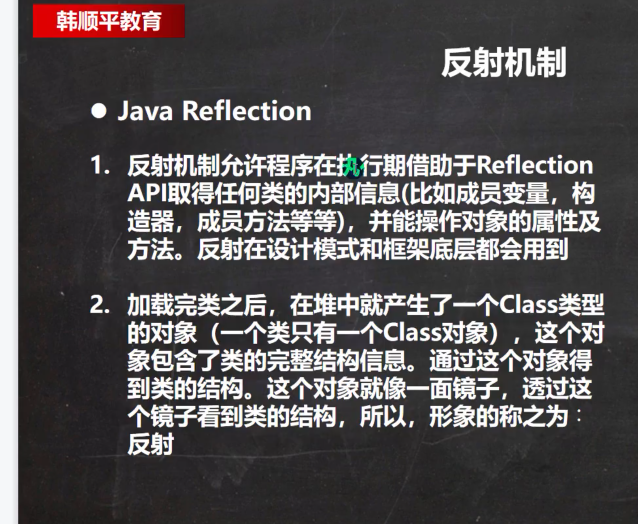 韩顺平教育
反射机制
● Java Reflection
1. 反射机制允许程序在执行期借助于Reflection
API取得任何类的内部信息(比如成员变量，构
造器，成员方法等等)，并能操作对象的属性及
方法。反射在设计模式和框架底层都会用到
2. 加载完类之后，在堆中就产生了一个Class类型
的对象（一个类只有一个Class对象），这个对
象包含了类的完整结构信息。通过这个对象得
到类的结构。这个对象就像一面镜子，透过这
个镜子看到类的结构，所以，形象的称之为：
反射